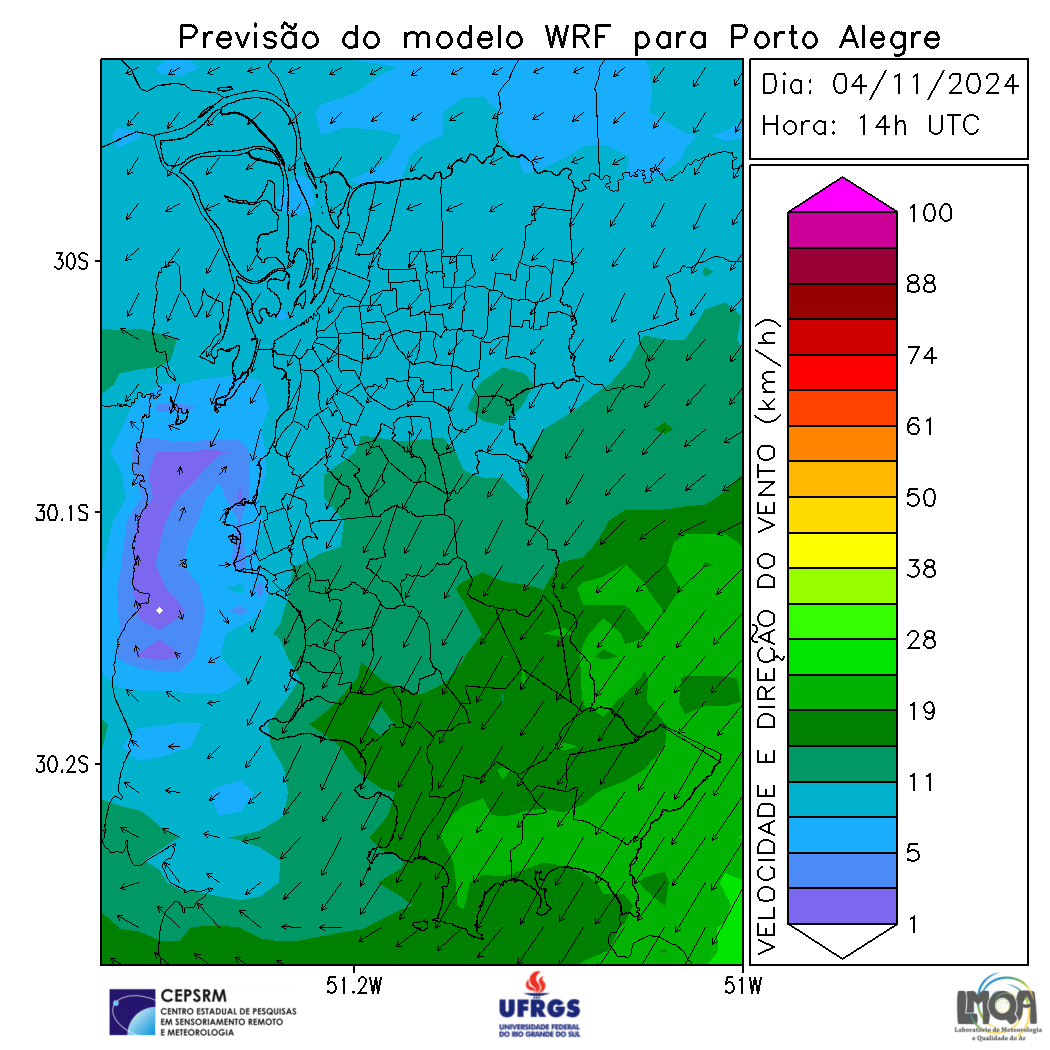 Previsão do modelo WRF para Porto Alegre
Dia: 04/11/2024
Hora: 14h UTC
30S
30.1S
30.2S
51.2W
51W
VELOCIDADE E DIREÇÃO DO VENTO (km/h)
100
88
74
61
50
38
28
19
11
5
1
CEPSRM
CENTRO ESTADUAL DE PESQUISAS
EM SENSORIAMENTO REMOTO
E METEOROLOGIA
UFRGS
UNIVERSIDADE FEDERAL
DO RIO GRANDE DO SUL
LMQA
Laboratório de Meteorologia
e Qualidade do Ar